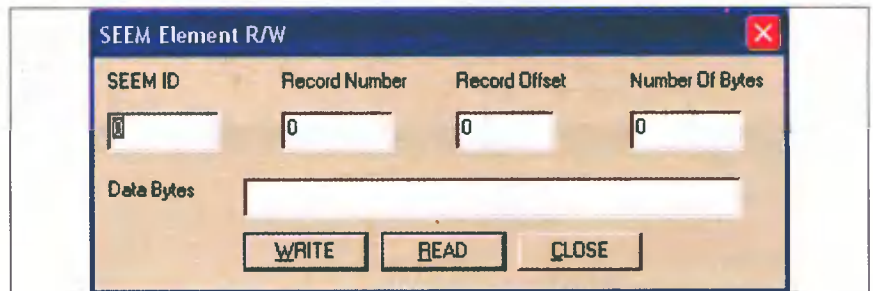 SEEM Element R/W
SEEM ID Record Number Record Offset Number Of Bytes
0 0 0 0
Data Bytes
WRITE READ CLOSE